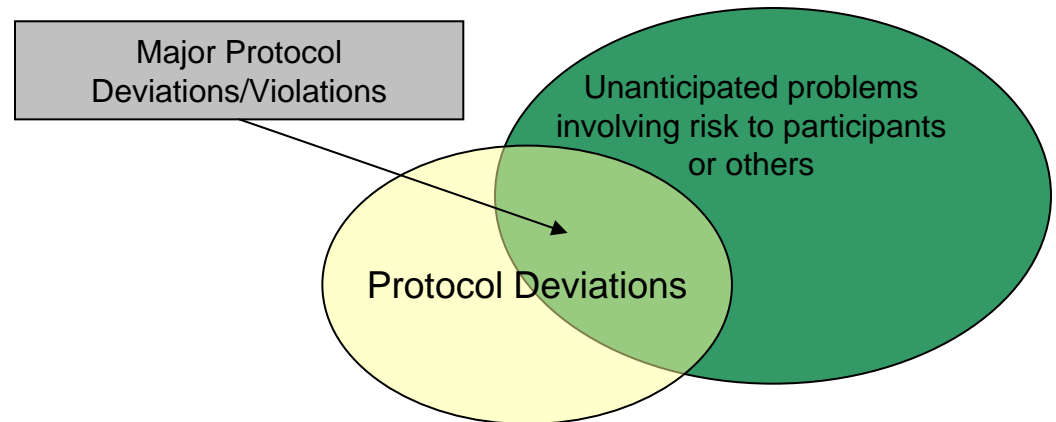 Major Protocol
Deviations/Violations
Unanticipated problems
involving risk to participants
or others
Protocol Deviations